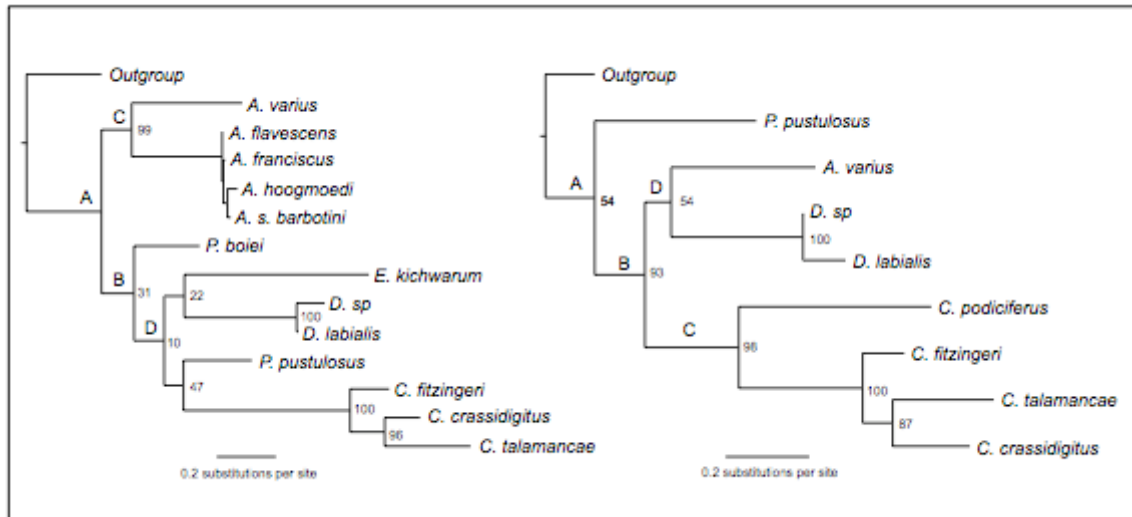 Outgroup
C
A. varius
99
A. flavescens
A. franciscus
A
A. hoogmoedi
A. s. barbotini
P. boiei
B
31
E. kichwarum
22
D. sp
100
D. labialis
D
10
P. pustulosus
47
C. fitzingeri
100
C. crassidigitus
96
C. talamancae
0.2 substitutions per site
Outgroup
P. pustulosus
A
54
A. varius
D
54
D. sp
100
D. labialis
B
93
C. podiciferus
C
98
C. fitzingeri
100
C. talamancae
87
C. crassidigitus
0.2 substitutions per site